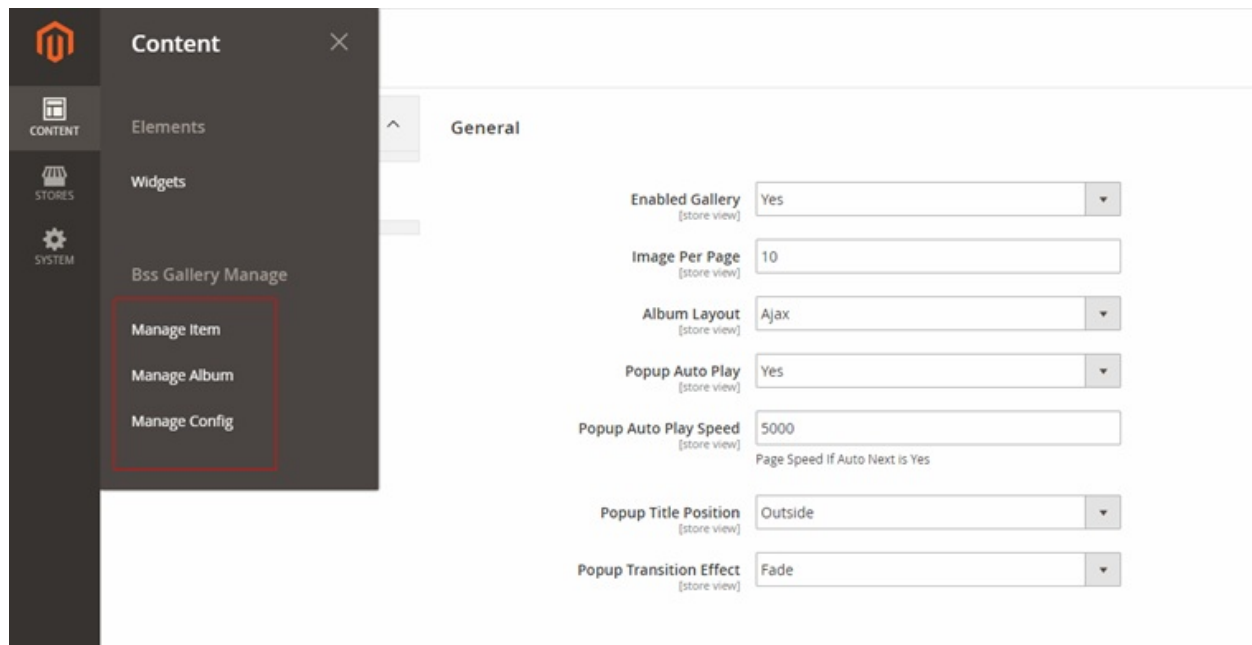 CONTENT
STORES
SYSTEM
Content
Elements
Widgets
Bss Gallery Manage
Manage Item
Manage Album
Manage Config
General
Enabled Gallery
[store view]
Yes
Image Per Page
[store view]
10
Album Layout
[store view]
Ajax
Popup Auto Play
[store view]
Yes
Popup Auto Play Speed
[store view]
5000
Page Speed If Auto Next is Yes
Popup Title Position
[store view]
Outside
Popup Transition Effect
[store view]
Fade